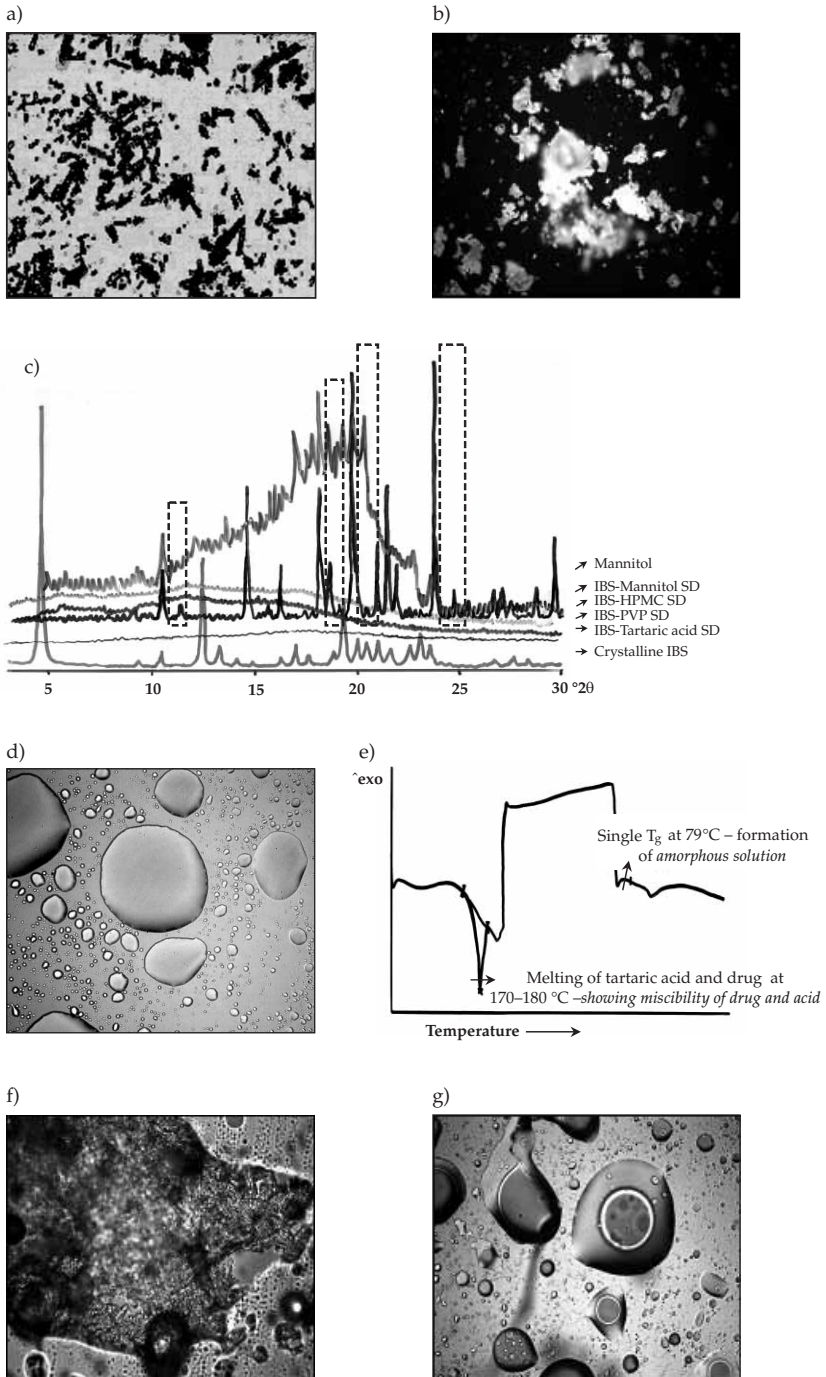 a)
b)
c)
Mannitol
IBS-Mannitol SD
IBS-HPMC SD
IBS-PVP SD
IBS-Tartaric acid SD
Crystalline IBS
5 10 15 20 25 30 °2θ
d)
e)
ˆexo
Single Tg at 79°C – formation
of amorphous solution
Melting of tartaric acid and drug at
170–180 °C –showing miscibility of drug and acid
Temperature
f)
g)